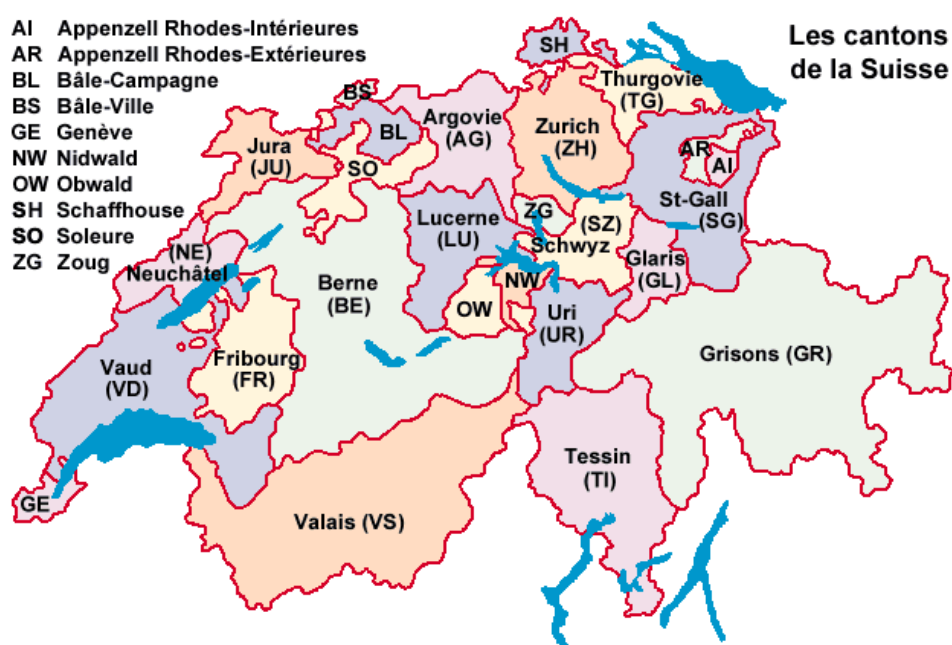 AI Appenzell Rhodes-Intérieures
AR Appenzell Rhodes-Extérieures
BL Bâle-Campagne
BS Bâle-Ville
GE Genève
NW Nidwald
OW Obwald
SH Schaffhouse
SO Soleure
ZG Zoug
Les cantons
de la Suisse
SH
Thurgovie
(TG)
BS
Argovie
(AG)
BL
Zurich
(ZH)
Jura
(JU)
SO
AR
AI
St-Gall
(SG)
Lucerne
(LU)
ZG
(SZ)
Schwyz
(NE)
Neuchâtel
Glaris
(GL)
Berne
(BE)
NW
OW
Uri
(UR)
Grisons (GR)
Vaud
(VD)
Fribourg
(FR)
Tessin
(TI)
GE
Valais (VS)